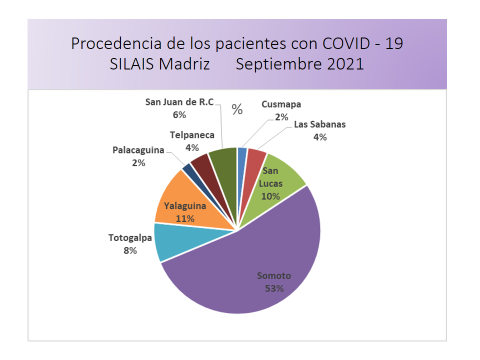 Procedencia de los pacientes con COVID - 19
SILAIS Madriz Septiembre 2021
%
Cusmapa
2%
Las Sabanas
4%
San
Lucas
10%
Somoto
53%
Totogalpa
8%
Yalaguina
11%
Palacaguina
2%
Telpaneca
4%
San Juan de R.C
6%